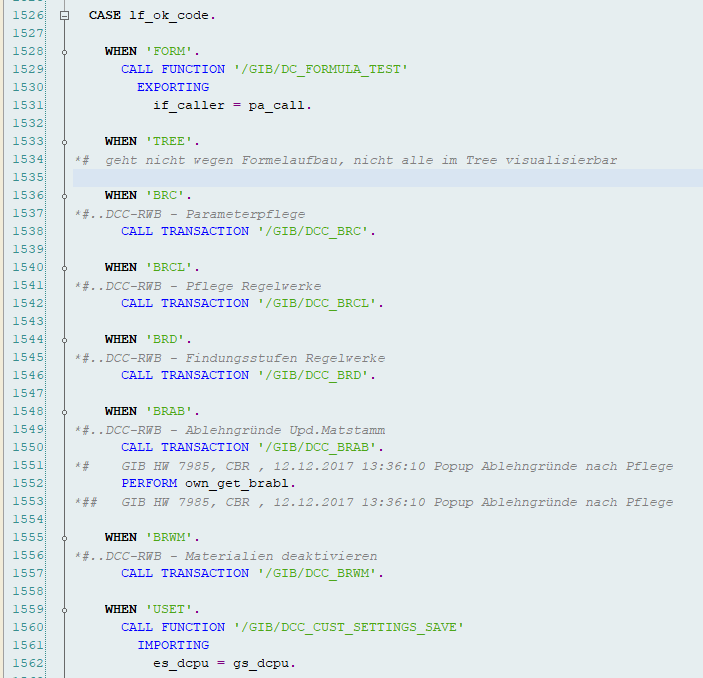 1526 CASE lf_ok_code.
1527
1528 WHEN 'FORM'.
1529 CALL FUNCTION '/GIB/DC_FORMULA_TEST'
1530 EXPORTING
1531 if_caller = pa_call.
1532
1533 WHEN 'TREE'.
1534 *#  geht nicht wegen Formelaufbau, nicht alle im Tree visualisierbar
1535
1536 WHEN 'BRC'.
1537 *#..DCC-RWB - Parameterpflege
1538 CALL TRANSACTION '/GIB/DCC_BRC'.
1539
1540 WHEN 'BRCL'.
1541 *#..DCC-RWB - Pflege Regelwerke
1542 CALL TRANSACTION '/GIB/DCC_BRCL'.
1543
1544 WHEN 'BRD'.
1545 *#..DCC-RWB - Findungsstufen Regelwerke
1546 CALL TRANSACTION '/GIB/DCC_BRD'.
1547
1548 WHEN 'BRAB'.
1549 *#..DCC-RWB - Ablehngründe Upd.Matstamm
1550 CALL TRANSACTION '/GIB/DCC_BRAB'.
1551 *#    GIB HW 7985, CBR , 12.12.2017 13:36:10 Popup Ablehngründe nach Pflege
1552 PERFORM own_get_brabl.
1553 *##   GIB HW 7985, CBR , 12.12.2017 13:36:10 Popup Ablehngründe nach Pflege
1554
1555 WHEN 'BRWM'.
1556 *#..DCC-RWB - Materialien deaktivieren
1557 CALL TRANSACTION '/GIB/DCC_BRWM'.
1558
1559 WHEN 'USET'.
1560 CALL FUNCTION '/GIB/DCC_CUST_SETTINGS_SAVE'
1561 IMPORTING
1562 es_dcpu = gs_dcpu.